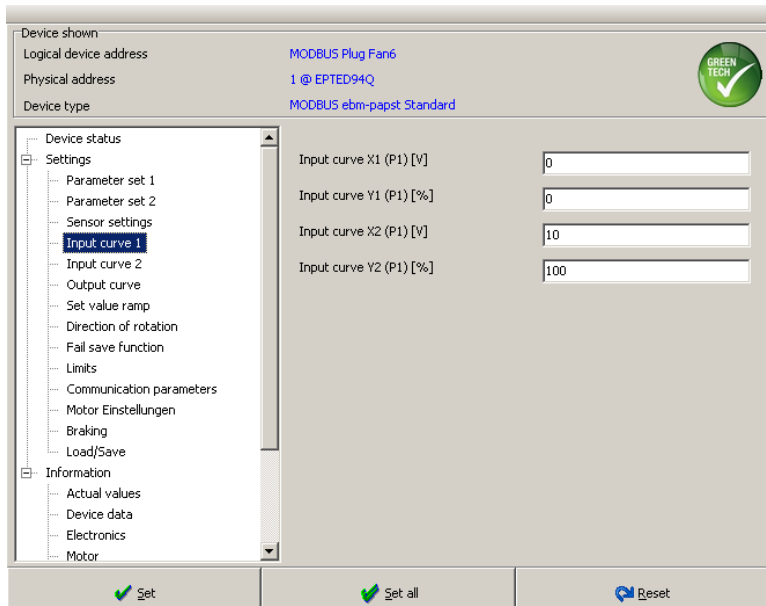 Device shown
Logical device address MODBUS Plug Fan6
Physical address 1 @ EPTED94Q
Device type MODBUS ebm-papst Standard
GREEN
TECH
Device status
Settings
Parameter set 1
Parameter set 2
Sensor settings
Input curve 1
Input curve 2
Output curve
Set value ramp
Direction of rotation
Fail save function
Limits
Communication parameters
Motor Einstellungen
Braking
Load/Save
Information
Actual values
Device data
Electronics
Motor
Input curve X1 (P1) [V] 0
Input curve Y1 (P1) [%] 0
Input curve X2 (P1) [V] 10
Input curve Y2 (P1) [%] 100
Set Set all Reset